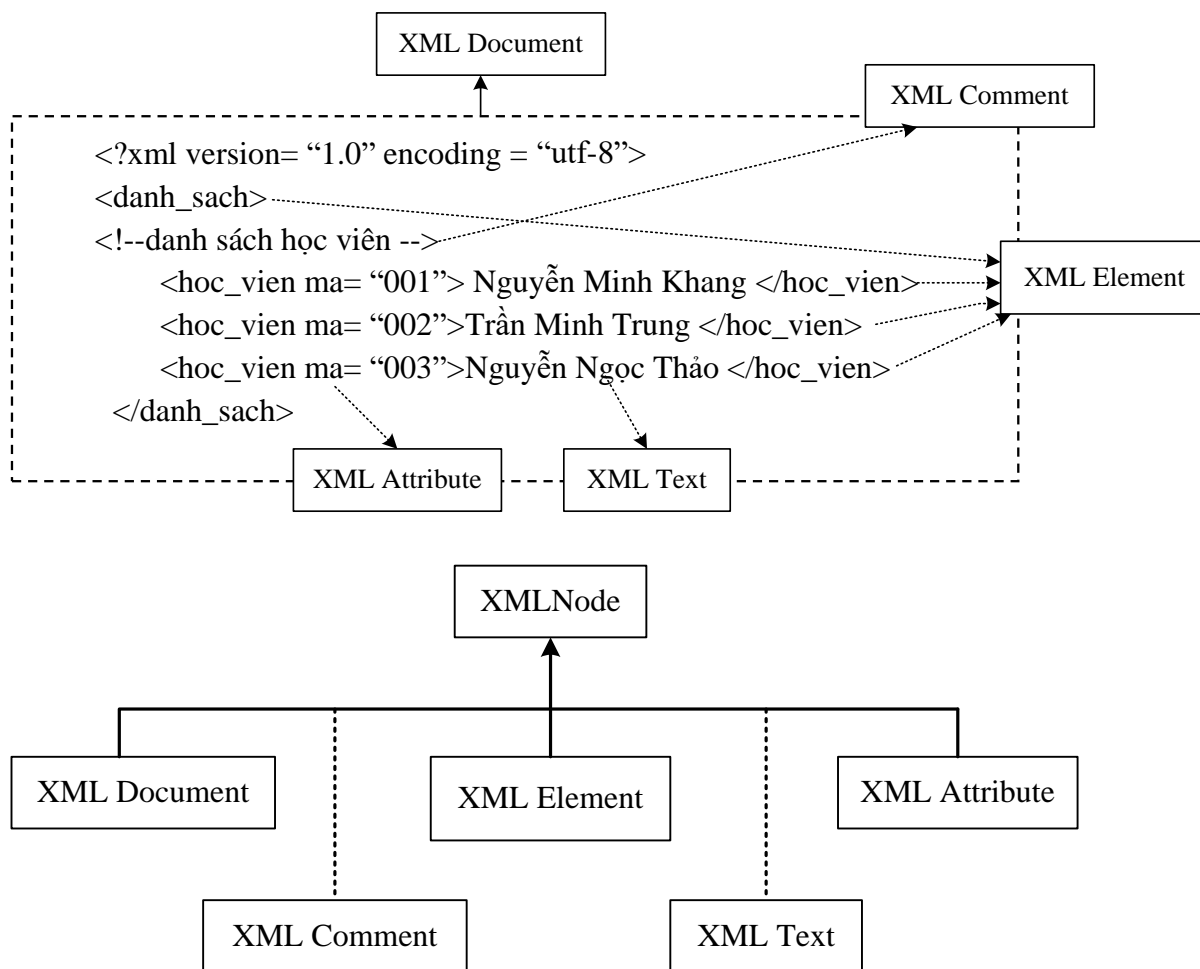 XML Document
XML Comment
<?xml version= “1.0” encoding = “utf-8”>
<danh_sach>
<!--danh sách học viên -->
XML Element
<hoc_vien ma= “001”> Nguyễn Minh Khang </hoc_vien>
<hoc_vien ma= “002”>Trần Minh Trung </hoc_vien>
<hoc_vien ma= “003”>Nguyễn Ngọc Thảo </hoc_vien>
</danh_sach>
XML Attribute
XML Text
XMLNode
XML Document
XML Element
XML Attribute
XML Comment
XML Text